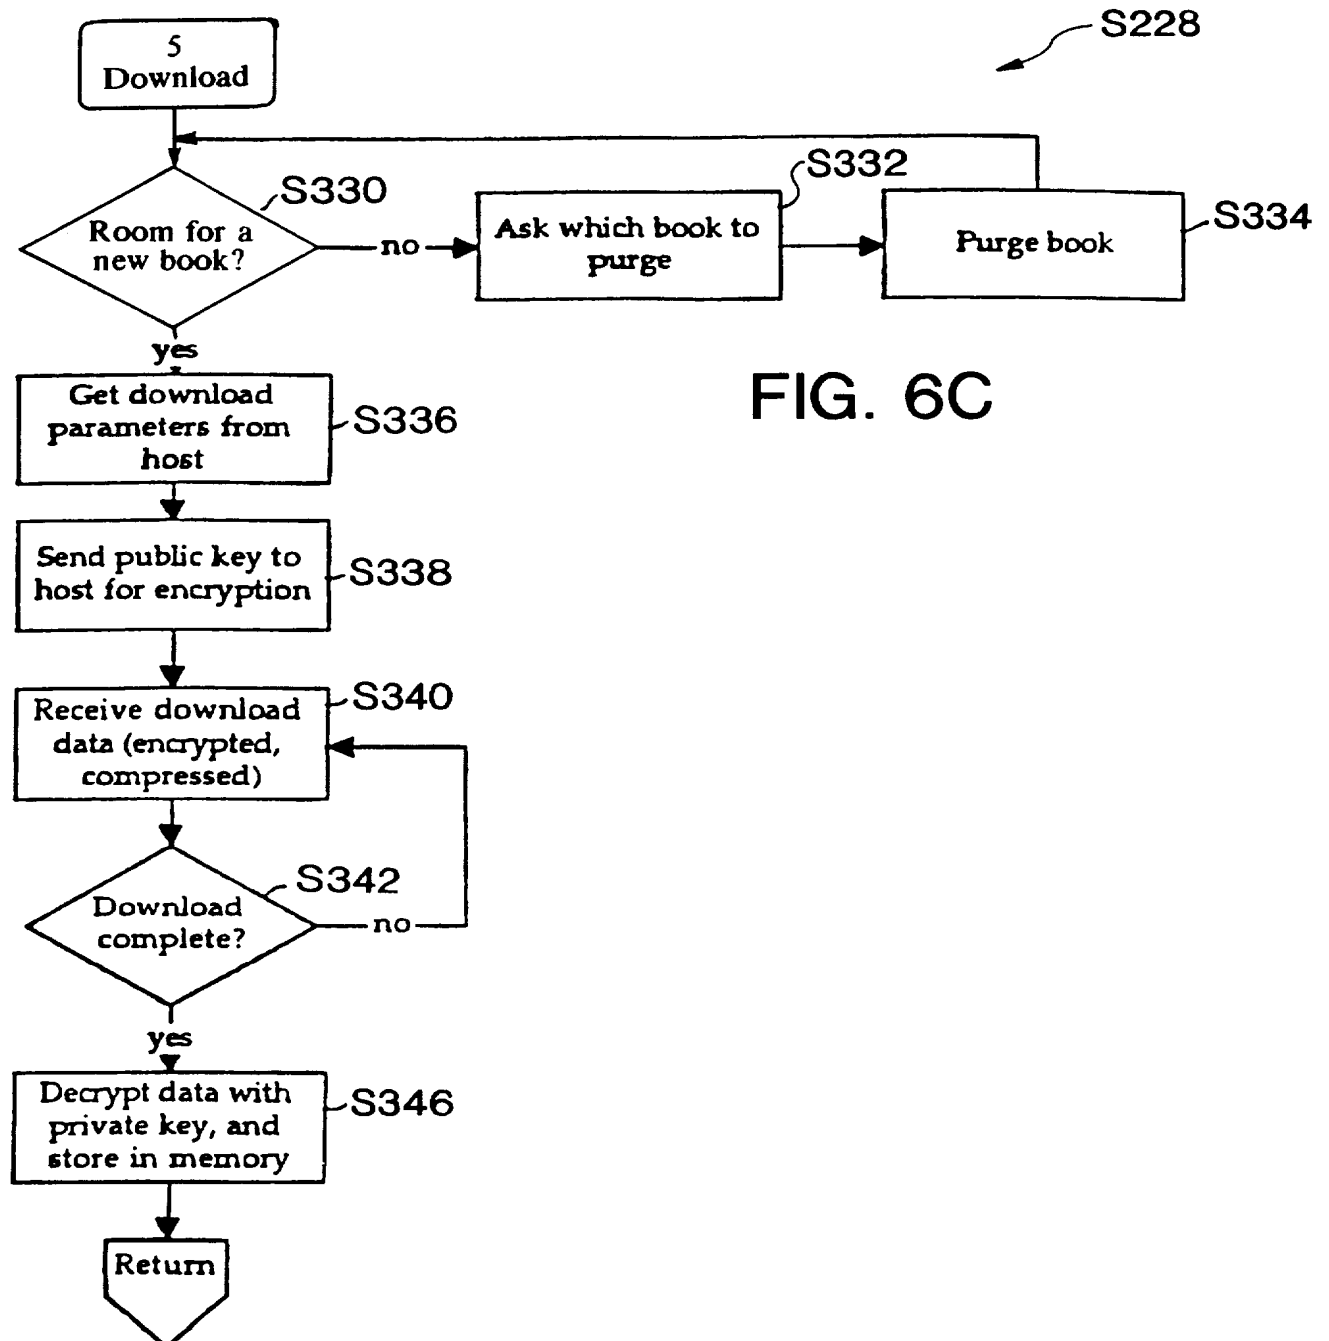 S228
5
Download
S330
S332
S334
Room for a
new book?
no
Ask which book to
purge
Purge book
yes
FIG. 6C
Get download
parameters from
host
S336
Send public key to
host for encryption
S338
S340
Receive download
data (encrypted,
compressed)
S342
Download
complete?
no
yes
Decrypt data with
private key, and
store in memory
S346
Return